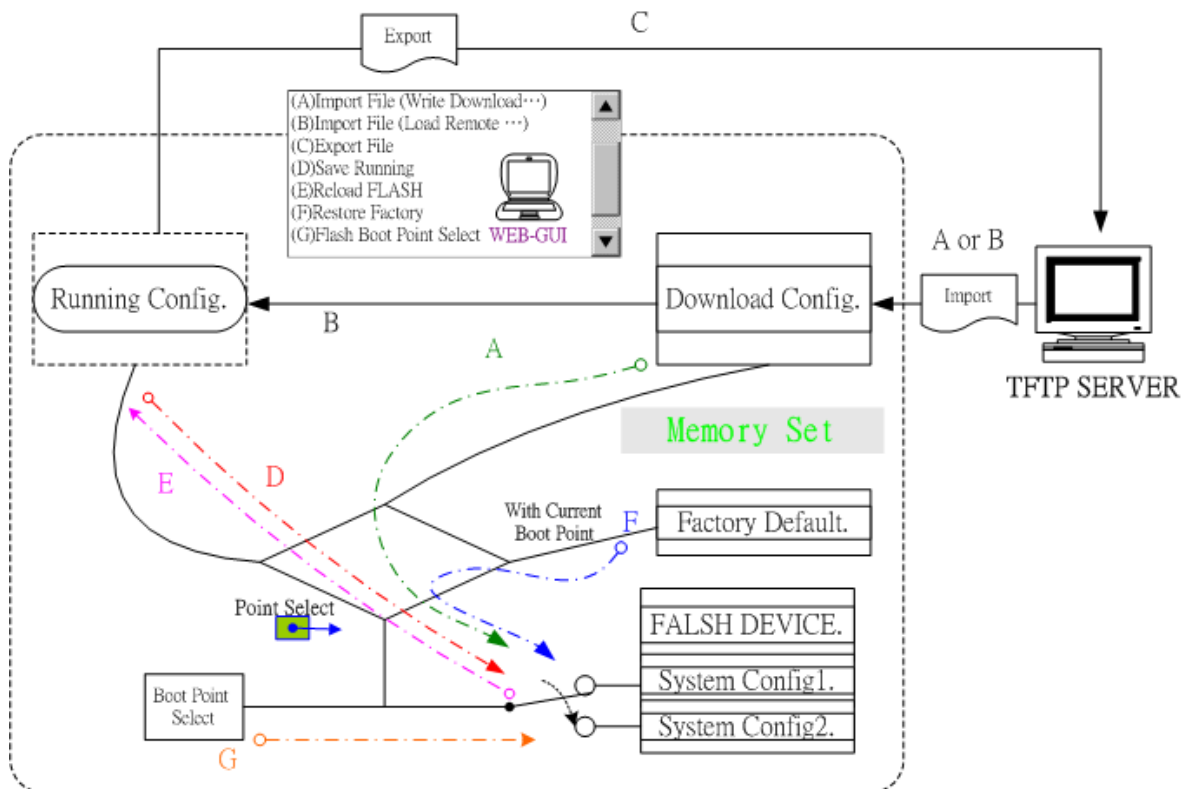 Export
C
(A)Import File (Write Download⋯)
(B)Import File (Load Remote ⋯)
(C)Export File
(D)Save Running
(E)Reload FLASH
(F)Restore Factory
(G)Flash Boot Point Select
WEB-GUI
Running Config.
B
Download Config.
A or B
Import
TFTP SERVER
A
Memory Set
D
E
With Current
Boot Point
F
Factory Default.
Point Select
FALSH DEVICE.
System Config1.
System Config2.
Boot Point
Select
G